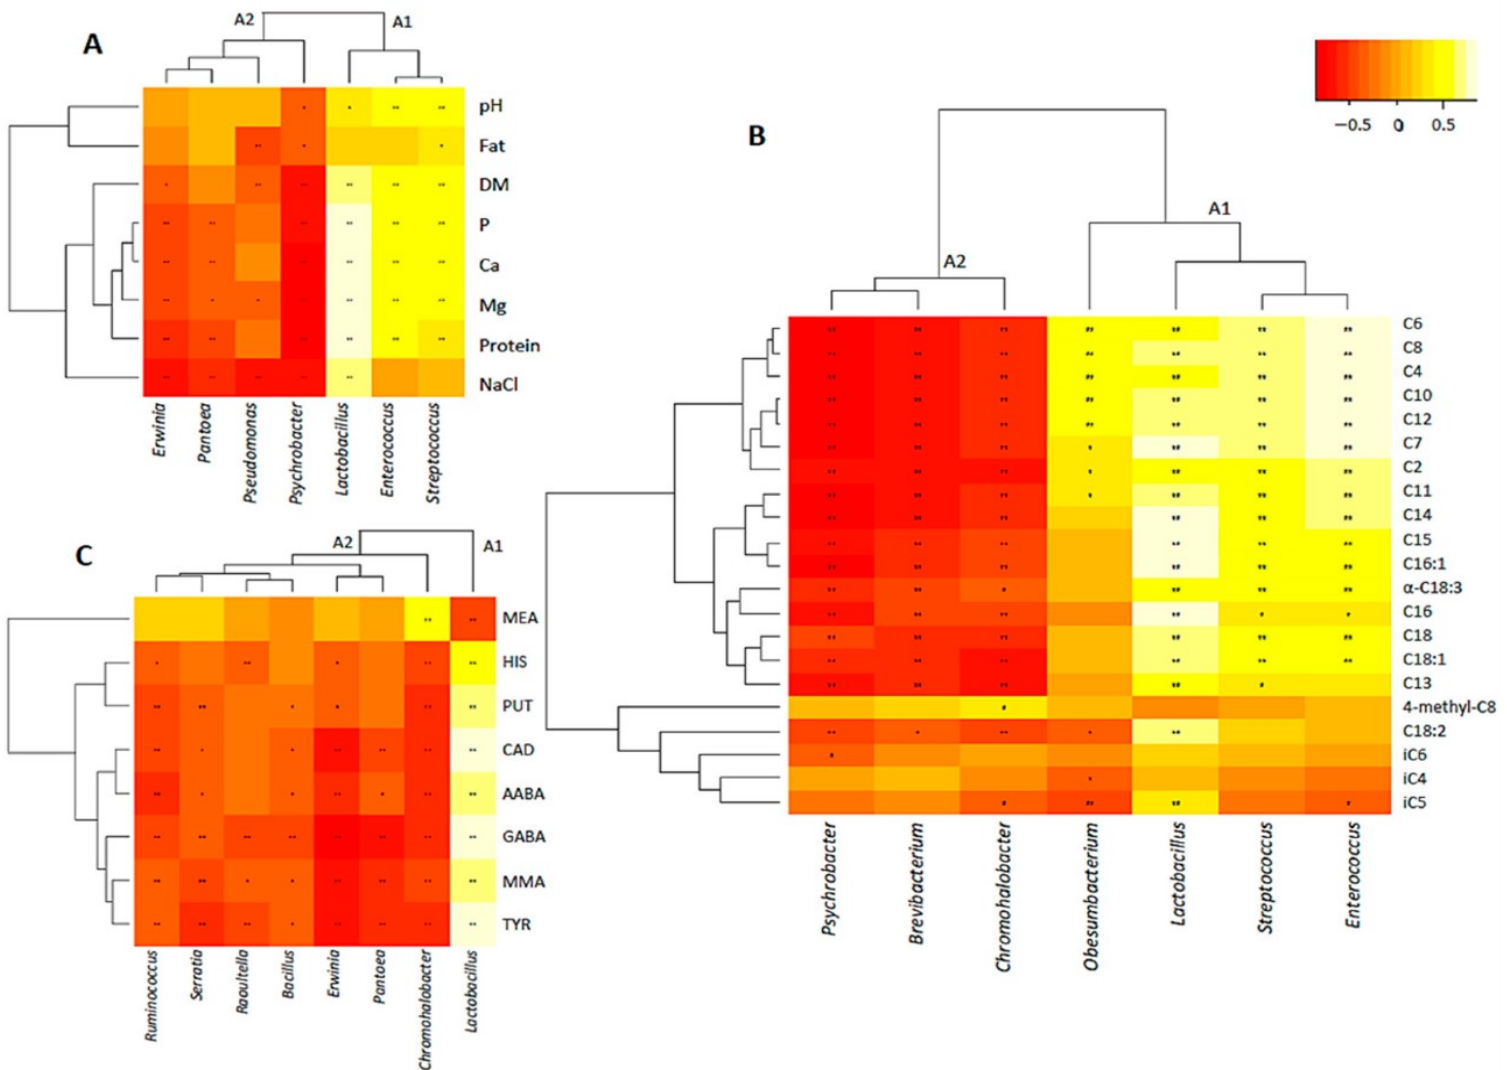 A
A2
A1
pH
Fat
DM
P
Ca
Mg
Protein
NaCl
Erwinia
Pantoea
Pseudomonas
Psychrobacter
Lactobacillus
Enterococcus
Streptococcus
−0.5 0 0.5
B
A1
A2
C6
C8
C4
C10
C12
C7
C2
C11
C14
C15
C16:1
α-C18:3
C16
C18
C18:1
C13
4-methyl-C8
C18:2
iC6
iC4
iC5
Psychrobacter
Brevibacterium
Chromohalobacter
Obesumbacterium
Lactobacillus
Streptococcus
Enterococcus
C
A2
A1
MEA
HIS
PUT
CAD
AABA
GABA
MMA
TYR
Ruminococcus
Serratia
Raoultella
Bacillus
Erwinia
Pantoea
Chromohalobacter
Lactobacillus